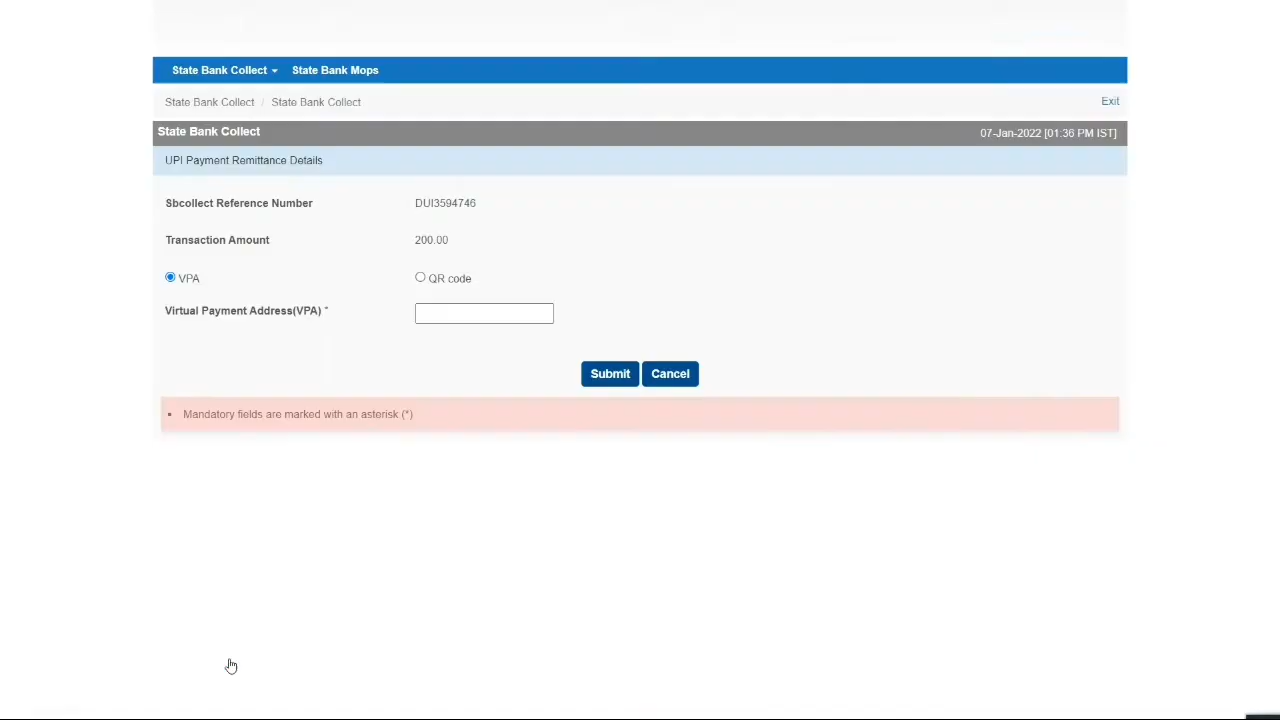 State Bank Collect State Bank Mops
State Bank Collect / State Bank Collect Exit
State Bank Collect 07-Jan-2022 [01:36 PM IST]
UPI Payment Remittance Details
Sbcollect Reference Number DUI3594746
Transaction Amount 200.00
VPA QR code
Virtual Payment Address(VPA) *
Submit Cancel
Mandatory fields are marked with an asterisk (*)